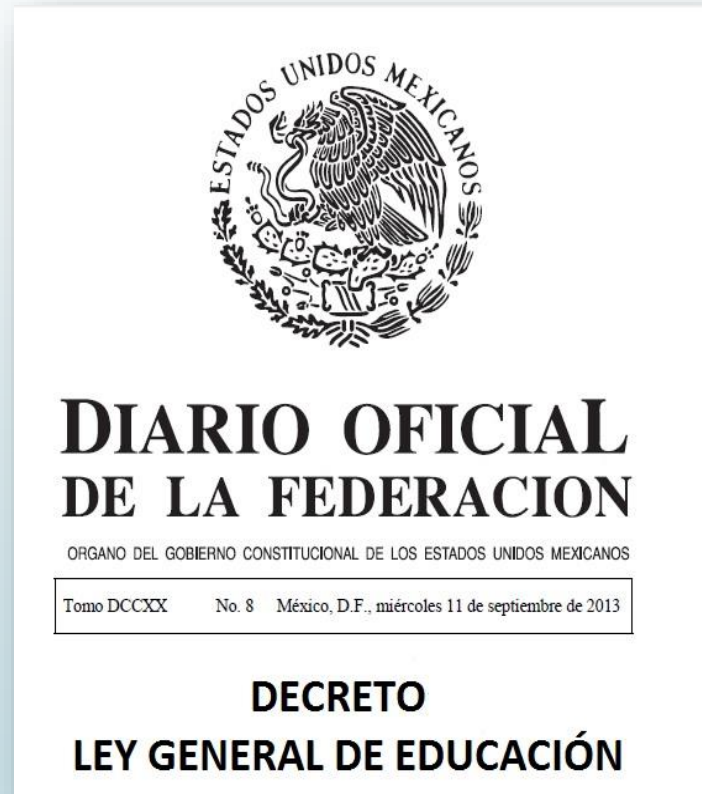 ESTADOS UNIDOS MEXICANOS
DIARIO OFICIAL
DE LA FEDERACION
ORGANO DEL GOBIERNO CONSTITUCIONAL DE LOS ESTADOS UNIDOS MEXICANOS
Tomo DCCXX No. 8 México, D.F., miércoles 11 de septiembre de 2013
DECRETO
LEY GENERAL DE EDUCACIÓN